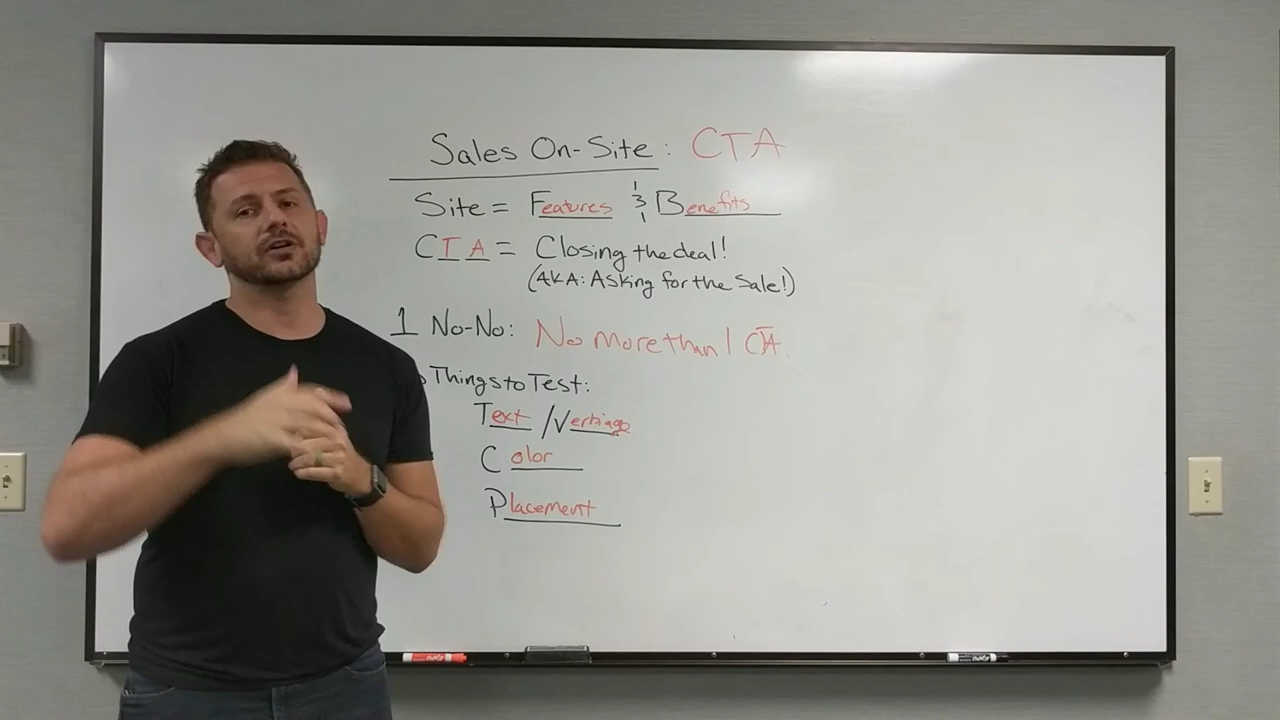 Sales On-Site: CTA
Site = Features & Benefits
CTA = Closing the deal!
(AKA: Asking for the Sale!)
1 No-No: No more than 1 CTA.
Things to Test:
Text / Verbiage
Color
Placement